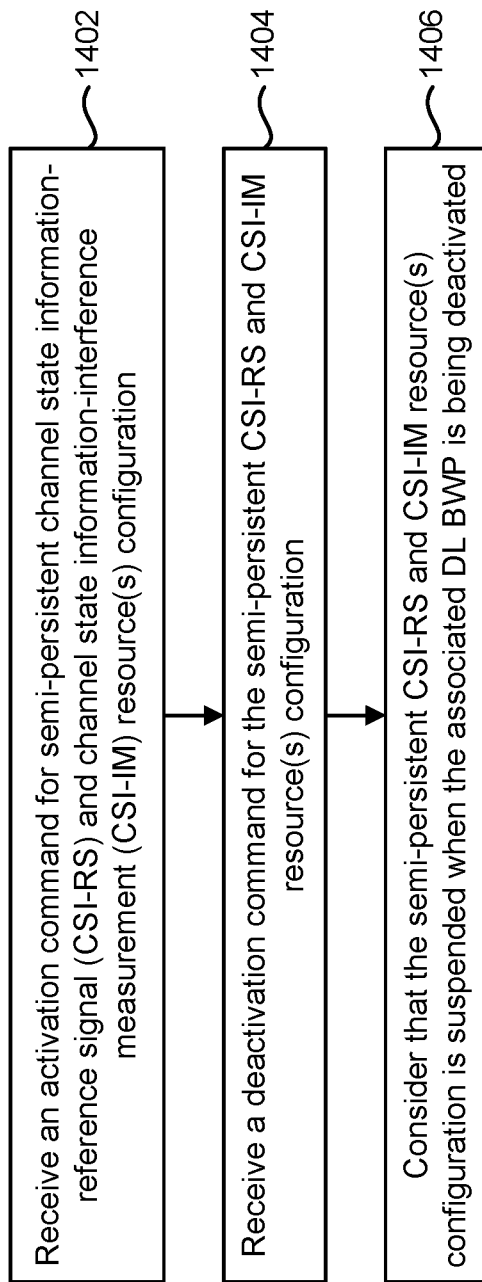 Receive an activation command for semi-persistent channel state information-
reference signal (CSI-RS) and channel state information-interference
measurement (CSI-IM) resource(s) configuration
1402
Receive a deactivation command for the semi-persistent CSI-RS and CSI-IM
resource(s) configuration
1404
Consider that the semi-persistent CSI-RS and CSI-IM resource(s)
configuration is suspended when the associated DL BWP is being deactivated
1406